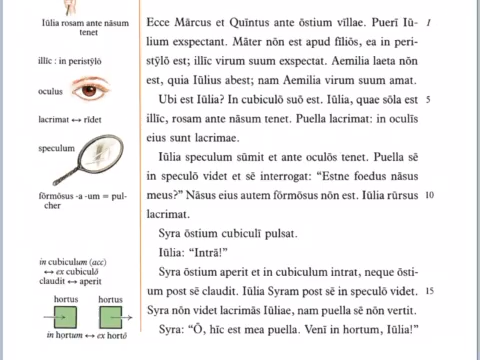 Iūlia rosam ante nāsum
tenet
illīc : in peristȳlō
oculus
lacrimat ↔ rīdet
speculum
fōrmōsus -a -um = pul-
cher
in cubiculum (acc)
↔ ex cubiculō
claudit ↔ aperit
hortus hortus
in hortum ↔ ex hortō
Ecce Mārcus et Quīntus ante ōstium vīllae. Puerī Iū- 1
lium exspectant. Māter nōn est apud fīliōs, ea in peri-
stȳlō est; illīc virum suum exspectat. Aemilia laeta nōn
est, quia Iūlius abest; nam Aemilia virum suum amat.
Ubi est Iūlia? In cubiculō suō est. Iūlia, quae sōla est 5
illīc, rosam ante nāsum tenet. Puella lacrimat: in oculīs
eius sunt lacrimae.
Iūlia speculum sūmit et ante oculōs tenet. Puella sē
in speculō videt et sē interrogat: “Estne foedus nāsus
meus?” Nāsus eius autem fōrmōsus nōn est. Iūlia rūrsus 10
lacrimat.
Syra ōstium cubiculī pulsat.
Iūlia: “Intrā!”
Syra ōstium aperit et in cubiculum intrat, neque ōsti-
um post sē claudit. Iūlia Syram post sē in speculō videt. 15
Syra nōn videt lacrimās Iūliae, nam puella sē nōn vertit.
Syra: “Ō, hīc est mea puella. Venī in hortum, Iūlia!”